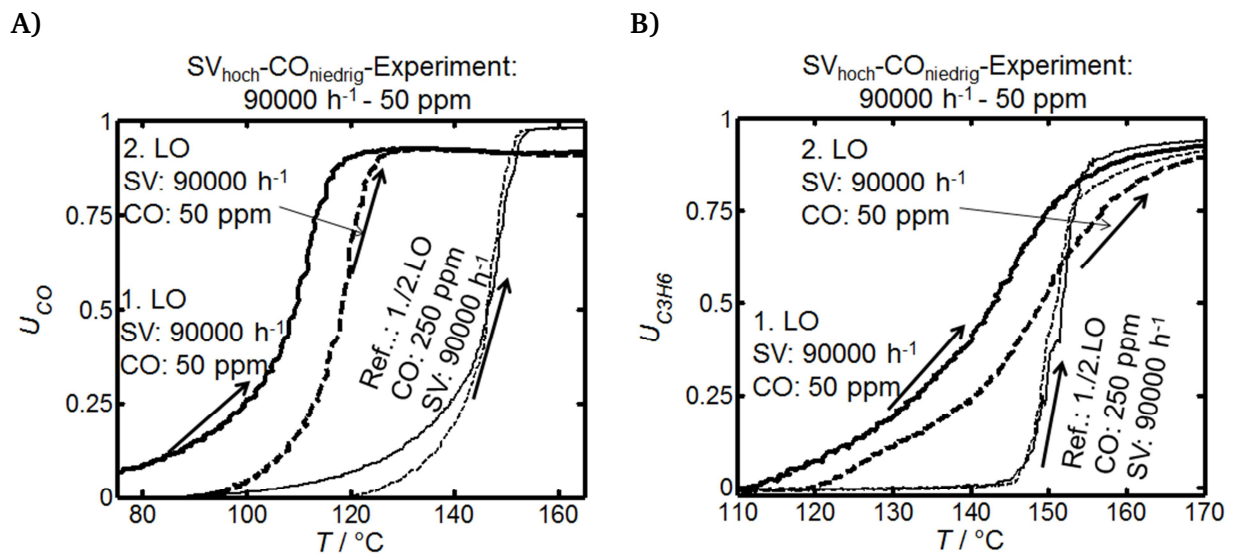 A)
SVhoch-COniedrig-Experiment:
90000 h-1 - 50 ppm
1
2. LO
SV: 90000 h-1
CO: 50 ppm
0.75
0.5
1. LO
SV: 90000 h-1
CO: 50 ppm
0.25
0
UCO
Ref.: 1./2.LO
CO: 250 ppm
SV: 90000 h-1
80
100
120
140
160
T / °C
B)
SVhoch-COniedrig-Experiment:
90000 h-1 - 50 ppm
1
2. LO
SV: 90000 h-1
CO: 50 ppm
0.75
0.5
1. LO
SV: 90000 h-1
CO: 50 ppm
0.25
0
UC3H6
Ref.: 1./2.LO
CO: 250 ppm
SV: 90000 h-1
110
120
130
140
150
160
170
T / °C